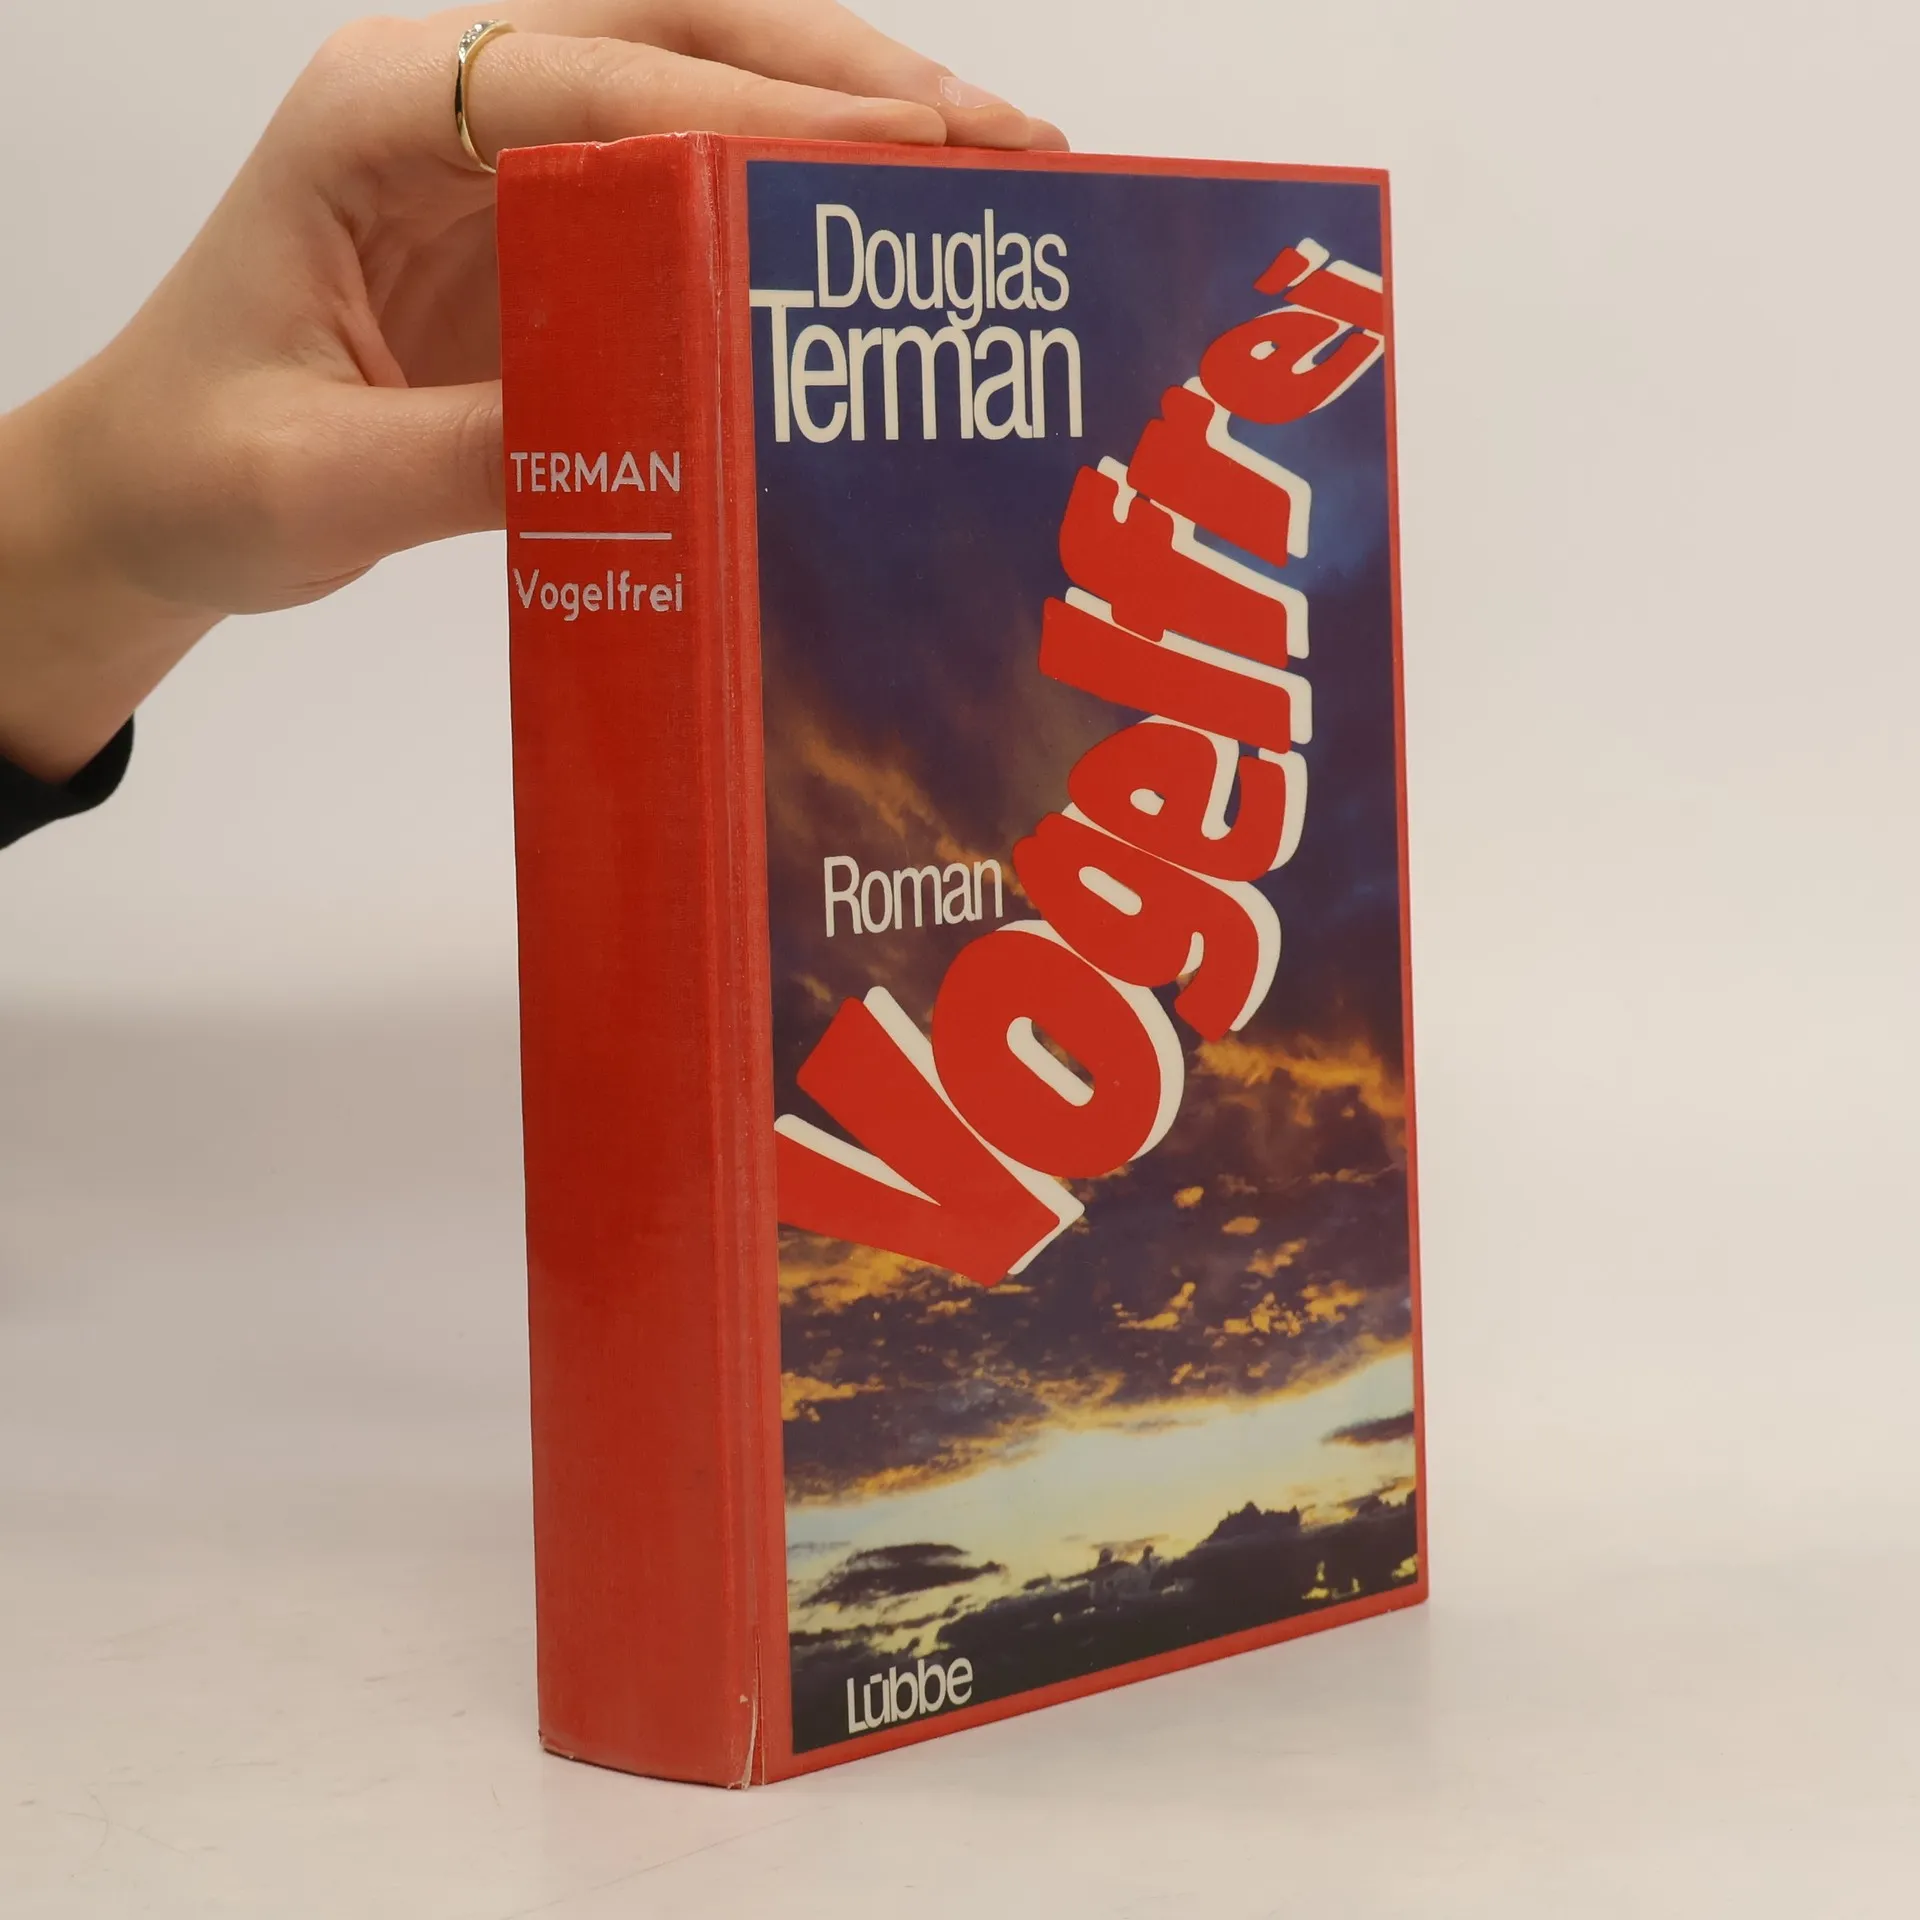 TERMAN
Vogelfrei
Douglas
Terman
Vogelfrei
Roman
Lübbe